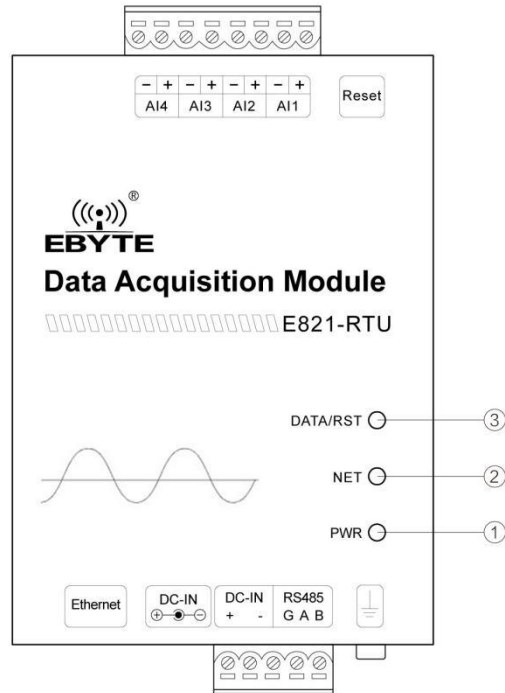 - + - + - + - +
AI4 AI3 AI2 AI1
Reset
®
EBYTE
Data Acquisition Module
E821-RTU
DATA/RST ③
NET ②
PWR ①
Ethernet
DC-IN
+ -
DC-IN
+ -
RS485
G A B